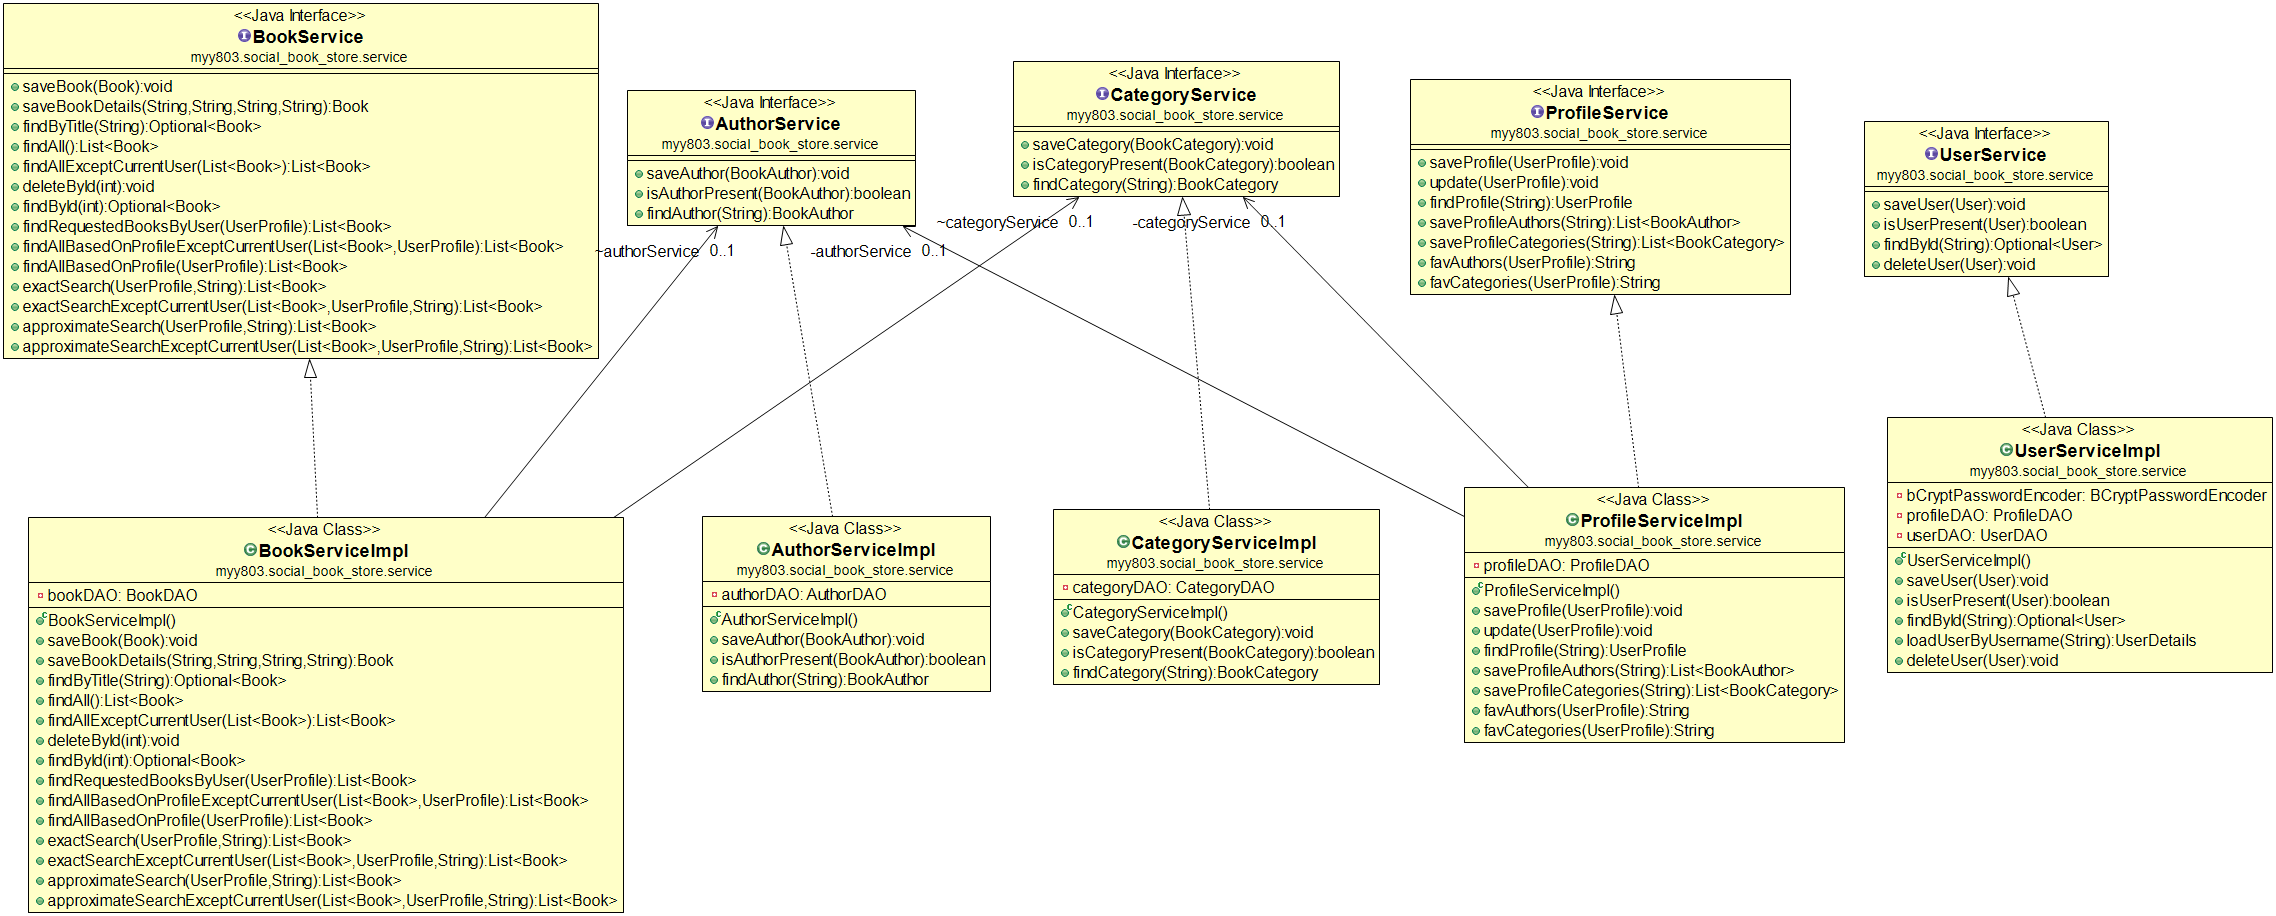 <<Java Interface>>
BookService
myy803.social_book_store.service
saveBook(Book):void
saveBookDetails(String,String,String,String):Book
findByTitle(String):Optional<Book>
findAll():List<Book>
findAllExceptCurrentUser(List<Book>):List<Book>
deleteById(int):void
findById(int):Optional<Book>
findRequestedBooksByUser(UserProfile):List<Book>
findAllBasedOnProfileExceptCurrentUser(List<Book>,UserProfile):List<Book>
findAllBasedOnProfile(UserProfile):List<Book>
exactSearch(UserProfile,String):List<Book>
exactSearchExceptCurrentUser(List<Book>,UserProfile,String):List<Book>
approximateSearch(UserProfile,String):List<Book>
approximateSearchExceptCurrentUser(List<Book>,UserProfile,String):List<Book>
<<Java Interface>>
AuthorService
myy803.social_book_store.service
saveAuthor(BookAuthor):void
isAuthorPresent(BookAuthor):boolean
findAuthor(String):BookAuthor
<<Java Interface>>
CategoryService
myy803.social_book_store.service
saveCategory(BookCategory):void
isCategoryPresent(BookCategory):boolean
findCategory(String):BookCategory
<<Java Interface>>
ProfileService
myy803.social_book_store.service
saveProfile(UserProfile):void
update(UserProfile):void
findProfile(String):UserProfile
saveProfileAuthors(String):List<BookAuthor>
saveProfileCategories(String):List<BookCategory>
favAuthors(UserProfile):String
favCategories(UserProfile):String
<<Java Interface>>
UserService
myy803.social_book_store.service
saveUser(User):void
isUserPresent(User):boolean
findById(String):Optional<User>
deleteUser(User):void
~authorService 0..1
-authorService 0..1
~categoryService 0..1
-categoryService 0..1
<<Java Class>>
BookServiceImpl
myy803.social_book_store.service
bookDAO: BookDAO
BookServiceImpl()
saveBook(Book):void
saveBookDetails(String,String,String,String):Book
findByTitle(String):Optional<Book>
findAll():List<Book>
findAllExceptCurrentUser(List<Book>):List<Book>
deleteById(int):void
findById(int):Optional<Book>
findRequestedBooksByUser(UserProfile):List<Book>
findAllBasedOnProfileExceptCurrentUser(List<Book>,UserProfile):List<Book>
findAllBasedOnProfile(UserProfile):List<Book>
exactSearch(UserProfile,String):List<Book>
exactSearchExceptCurrentUser(List<Book>,UserProfile,String):List<Book>
approximateSearch(UserProfile,String):List<Book>
approximateSearchExceptCurrentUser(List<Book>,UserProfile,String):List<Book>
<<Java Class>>
AuthorServiceImpl
myy803.social_book_store.service
authorDAO: AuthorDAO
AuthorServiceImpl()
saveAuthor(BookAuthor):void
isAuthorPresent(BookAuthor):boolean
findAuthor(String):BookAuthor
<<Java Class>>
CategoryServiceImpl
myy803.social_book_store.service
categoryDAO: CategoryDAO
CategoryServiceImpl()
saveCategory(BookCategory):void
isCategoryPresent(BookCategory):boolean
findCategory(String):BookCategory
<<Java Class>>
ProfileServiceImpl
myy803.social_book_store.service
profileDAO: ProfileDAO
ProfileServiceImpl()
saveProfile(UserProfile):void
update(UserProfile):void
findProfile(String):UserProfile
saveProfileAuthors(String):List<BookAuthor>
saveProfileCategories(String):List<BookCategory>
favAuthors(UserProfile):String
favCategories(UserProfile):String
<<Java Class>>
UserServiceImpl
myy803.social_book_store.service
bCryptPasswordEncoder: BCryptPasswordEncoder
profileDAO: ProfileDAO
userDAO: UserDAO
UserServiceImpl()
saveUser(User):void
isUserPresent(User):boolean
findById(String):Optional<User>
loadUserByUsername(String):UserDetails
deleteUser(User):void